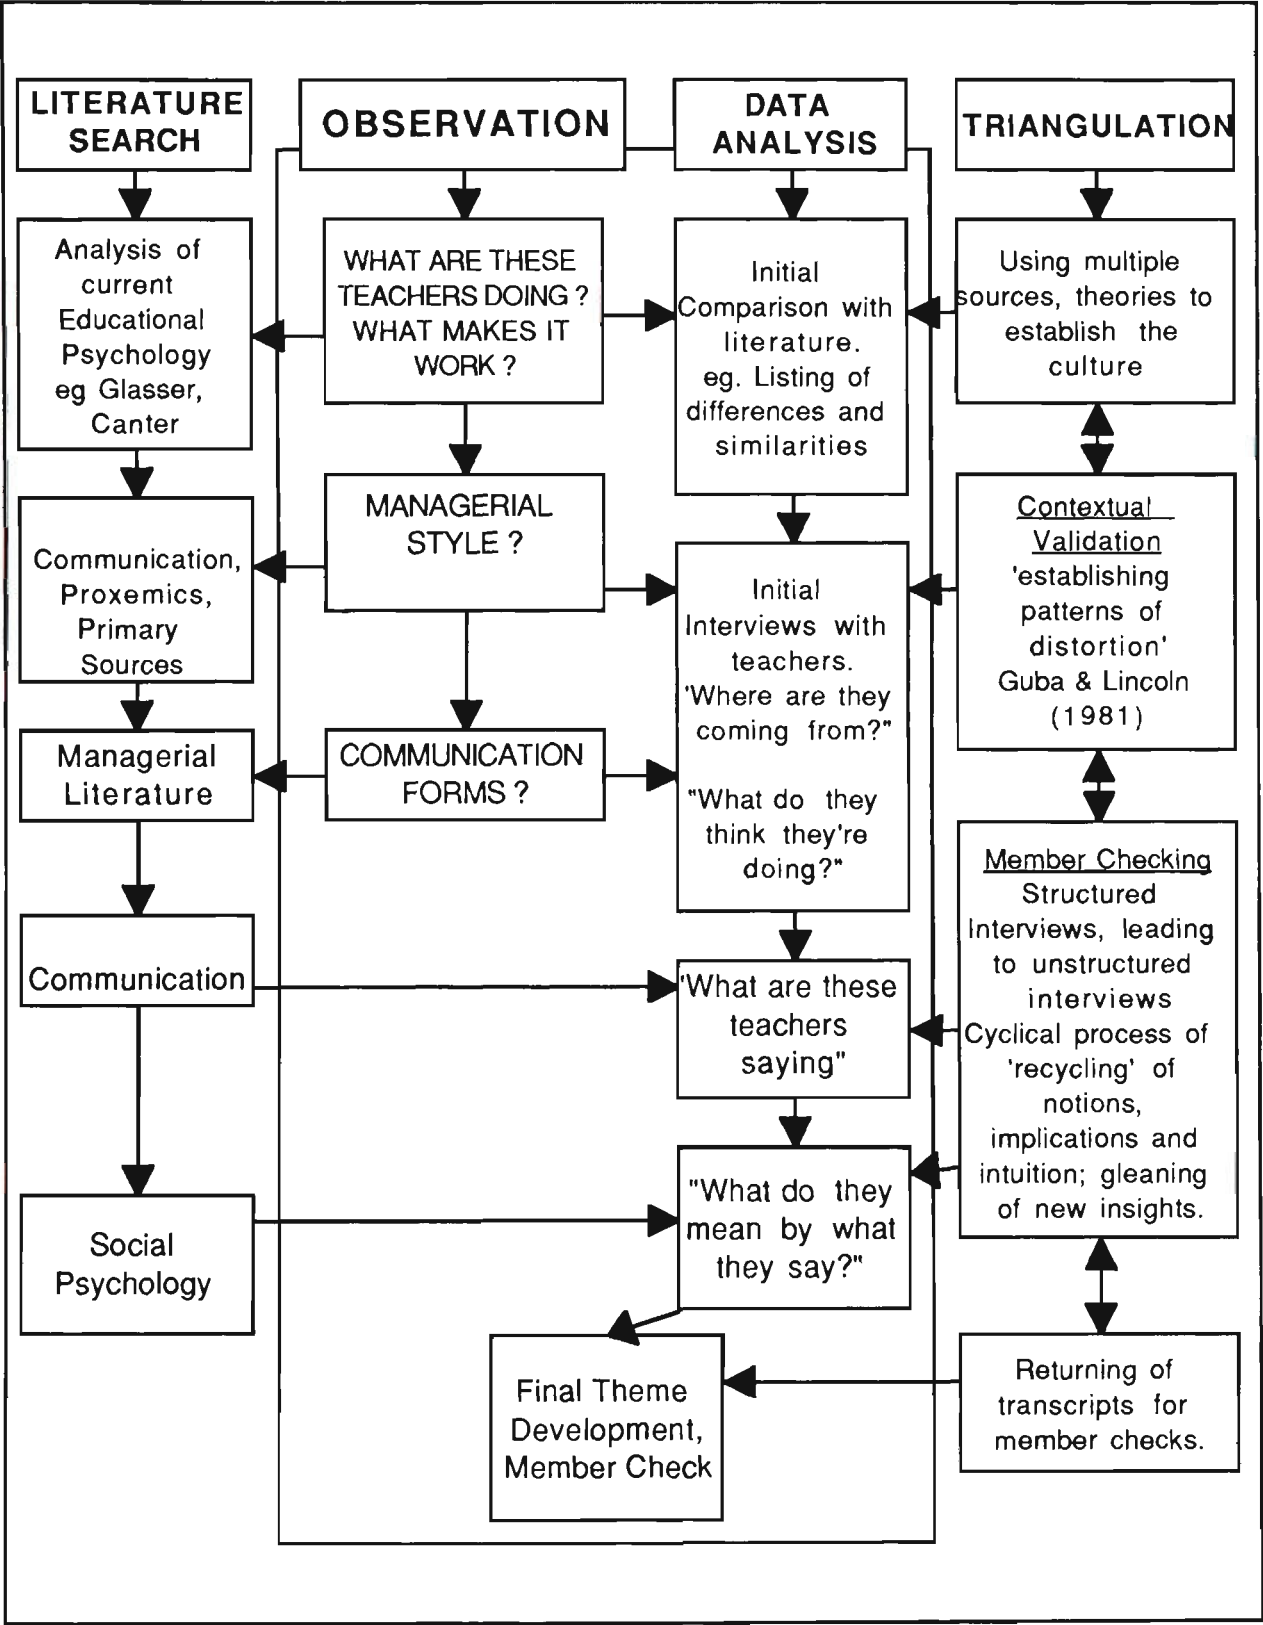 LITERATURE
SEARCH
Analysis of
current
Educational
Psychology
eg Glasser,
Canter
Communication,
Proxemics,
Primary
Sources
Managerial
Literature
Communication
Social
Psychology
OBSERVATION
WHAT ARE THESE
TEACHERS DOING ?
WHAT MAKES IT
WORK ?
MANAGERIAL
STYLE ?
COMMUNICATION
FORMS ?
DATA
ANALYSIS
Initial
Comparison with
literature.
eg. Listing of
differences and
similarities
Initial
Interviews with
teachers.
'Where are they
coming from?"
"What do they
think they're
doing?"
'What are these
teachers
saying"
"What do they
mean by what
they say?"
Final Theme
Development,
Member Check
TRIANGULATION
Using multiple
sources, theories to
establish the
culture
Contextual
Validation
'establishing
patterns of
distortion'
Guba & Lincoln
(1981)
Member Checking
Structured
Interviews, leading
to unstructured
interviews
Cyclical process of
'recycling' of
notions,
implications and
intuition; gleaning
of new insights.
Returning of
transcripts for
member checks.